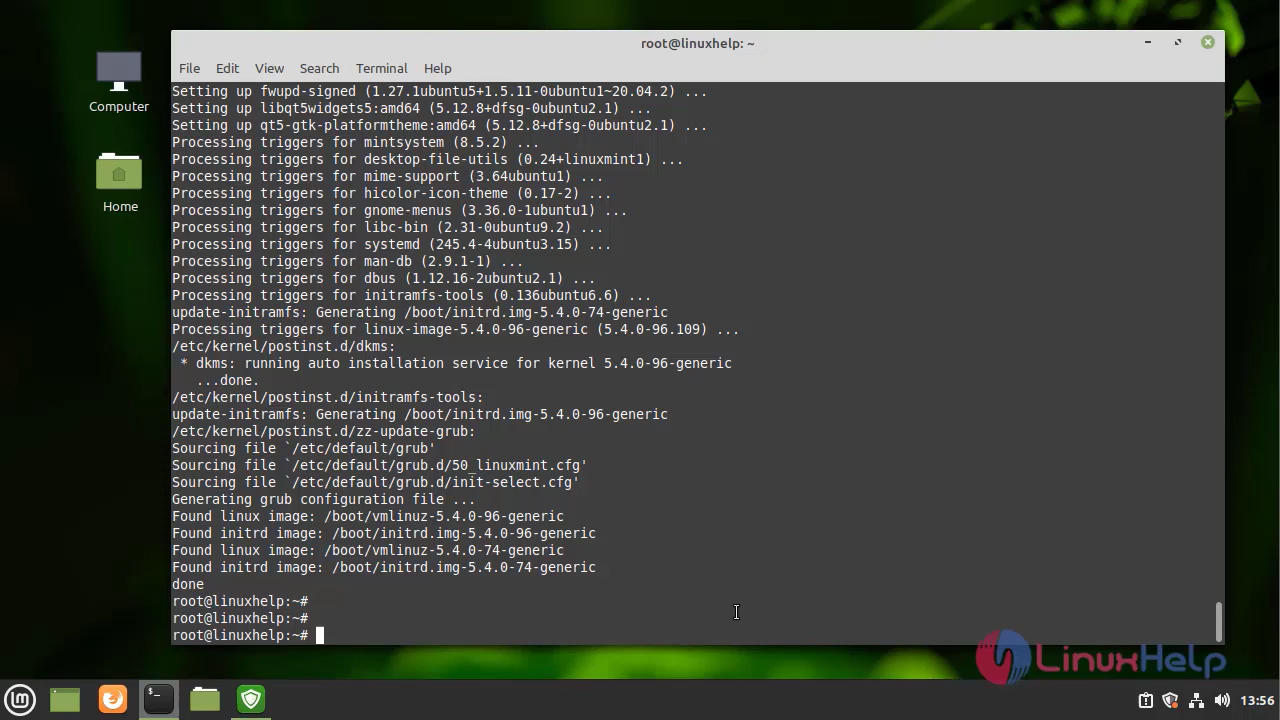 root@linuxhelp: ~
File Edit View Search Terminal Help
Computer
Home
Setting up fwupd-signed (1.27.1ubuntu5+1.5.11-0ubuntu1~20.04.2) ...
Setting up libqt5widgets5:amd64 (5.12.8+dfsg-0ubuntu2.1) ...
Setting up qt5-gtk-platformtheme:amd64 (5.12.8+dfsg-0ubuntu2.1) ...
Processing triggers for mintsystem (8.5.2) ...
Processing triggers for desktop-file-utils (0.24+linuxmint1) ...
Processing triggers for mime-support (3.64ubuntu1) ...
Processing triggers for hicolor-icon-theme (0.17-2) ...
Processing triggers for gnome-menus (3.36.0-1ubuntu1) ...
Processing triggers for libc-bin (2.31-0ubuntu9.2) ...
Processing triggers for systemd (245.4-4ubuntu3.15) ...
Processing triggers for man-db (2.9.1-1) ...
Processing triggers for dbus (1.12.16-2ubuntu2.1) ...
Processing triggers for initramfs-tools (0.136ubuntu6.6) ...
update-initramfs: Generating /boot/initrd.img-5.4.0-74-generic
Processing triggers for linux-image-5.4.0-96-generic (5.4.0-96.109) ...
/etc/kernel/postinst.d/dkms:
 * dkms: running auto installation service for kernel 5.4.0-96-generic
   ...done.
/etc/kernel/postinst.d/initramfs-tools:
update-initramfs: Generating /boot/initrd.img-5.4.0-96-generic
/etc/kernel/postinst.d/zz-update-grub:
Sourcing file `/etc/default/grub'
Sourcing file `/etc/default/grub.d/50_linuxmint.cfg'
Sourcing file `/etc/default/grub.d/init-select.cfg'
Generating grub configuration file ...
Found linux image: /boot/vmlinuz-5.4.0-96-generic
Found initrd image: /boot/initrd.img-5.4.0-96-generic
Found linux image: /boot/vmlinuz-5.4.0-74-generic
Found initrd image: /boot/initrd.img-5.4.0-74-generic
done
root@linuxhelp:~#
root@linuxhelp:~#
root@linuxhelp:~#
LinuxHelp
13:56